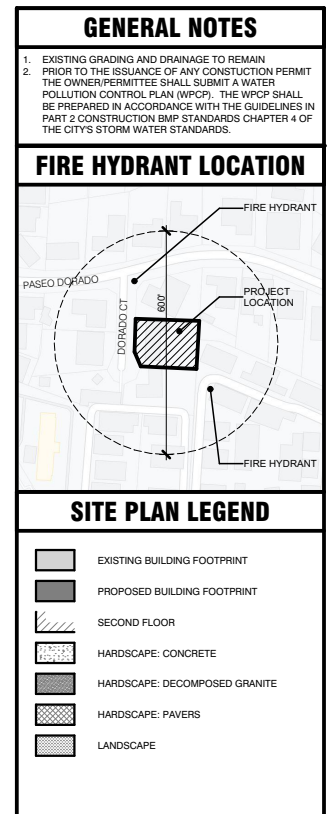 GENERAL NOTES
1. EXISTING GRADING AND DRAINAGE TO REMAIN
2. PRIOR TO THE ISSUANCE OF ANY CONSTUCTION PERMIT
THE OWNER/PERMITTEE SHALL SUBMIT A WATER
POLLUTION CONTROL PLAN (WPCP). THE WPCP SHALL
BE PREPARED IN ACCORDANCE WITH THE GUIDELINES IN
PART 2 CONSTRUCTION BMP STANDARDS CHAPTER 4 OF
THE CITY'S STORM WATER STANDARDS.
FIRE HYDRANT LOCATION
FIRE HYDRANT
PASEO DORADO
DORADO CT
600'
PROJECT
LOCATION
FIRE HYDRANT
SITE PLAN LEGEND
EXISTING BUILDING FOOTPRINT
PROPOSED BUILDING FOOTPRINT
SECOND FLOOR
HARDSCAPE: CONCRETE
HARDSCAPE: DECOMPOSED GRANITE
HARDSCAPE: PAVERS
LANDSCAPE